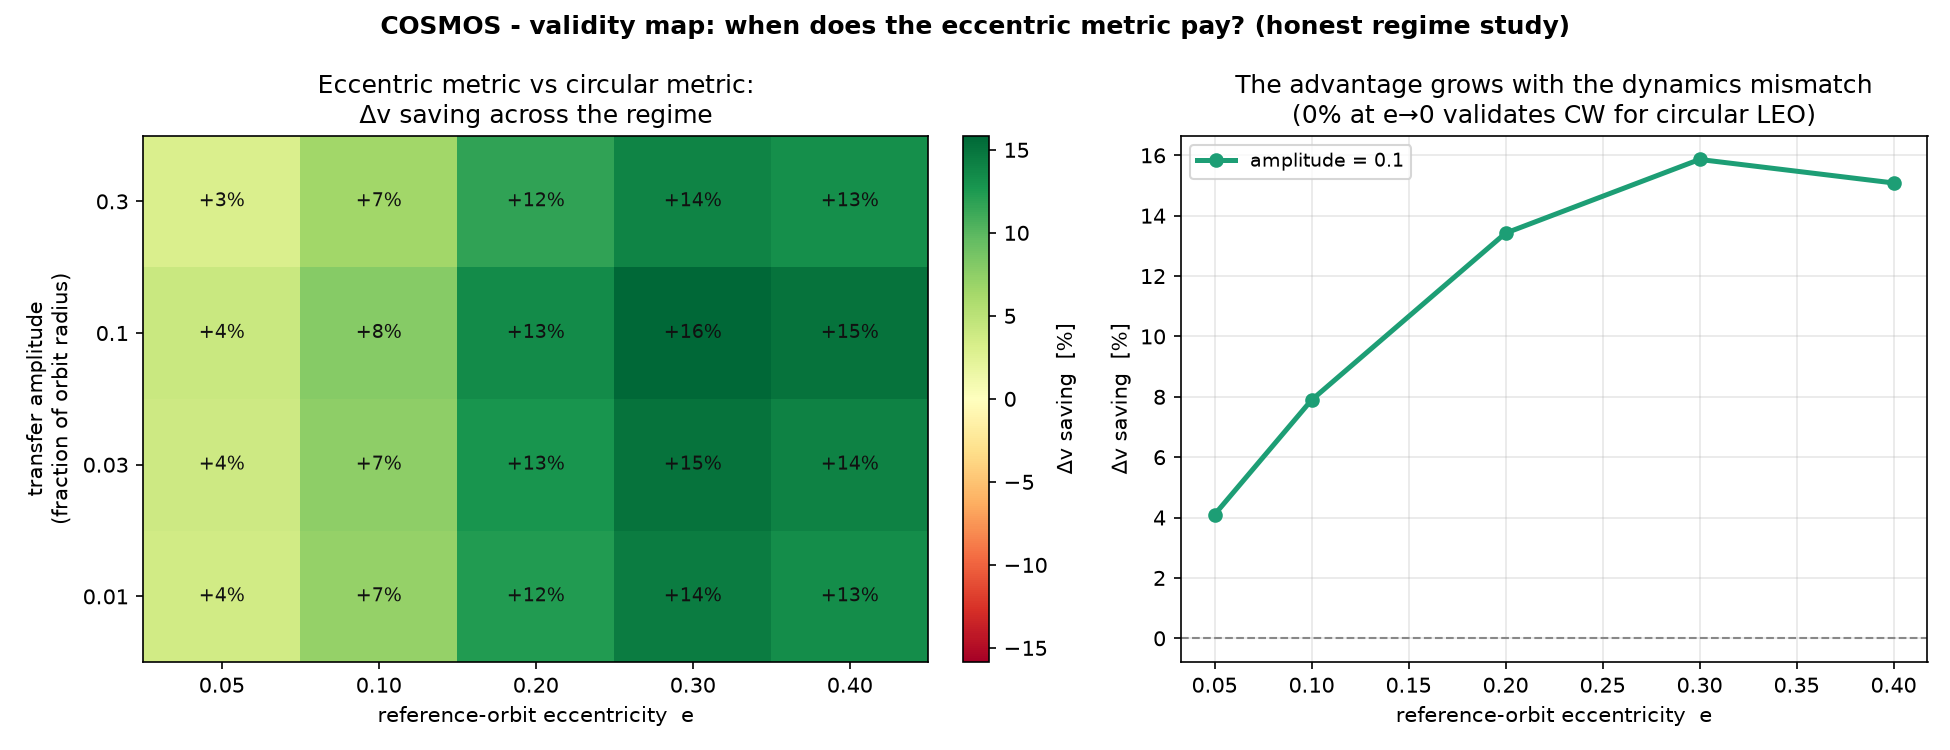 COSMOS - validity map: when does the eccentric metric pay? (honest regime study)
Eccentric metric vs circular metric:
Δv saving across the regime
transfer amplitude
(fraction of orbit radius)
0.3
0.1
0.03
0.01
+3% +7% +12% +14% +13%
+4% +8% +13% +16% +15%
+4% +7% +13% +15% +14%
+4% +7% +12% +14% +13%
0.05 0.10 0.20 0.30 0.40
reference-orbit eccentricity e
15
10
5
0
−5
−10
−15
Δv saving [%]
The advantage grows with the dynamics mismatch
(0% at e→0 validates CW for circular LEO)
amplitude = 0.1
Δv saving [%]
16
14
12
10
8
6
4
2
0
0.05 0.10 0.15 0.20 0.25 0.30 0.35 0.40
reference-orbit eccentricity e